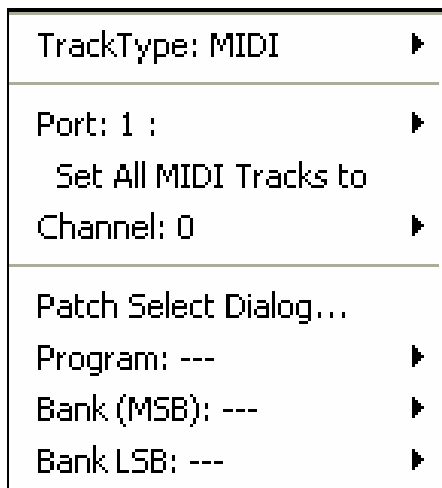 TrackType: MIDI
Port: 1 :
Set All MIDI Tracks to
Channel: 0
Patch Select Dialog...
Program: ---
Bank (MSB): ---
Bank LSB: ---